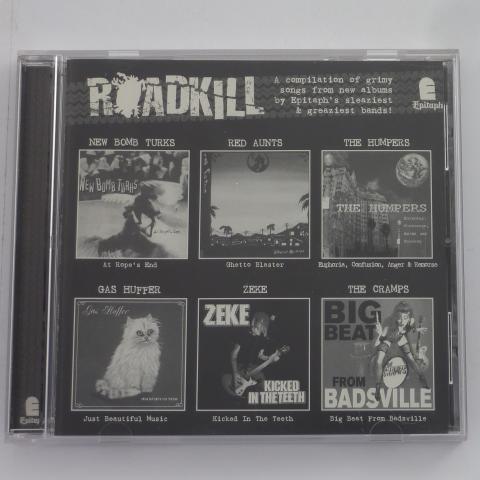 ROADKILL
A compilation of grimy
songs from new albums
by Epitaph's sleaziest
& greaziest bands!
E
Epitaph
NEW BOMB TURKS
RED AUNTS
THE HUMPERS
NEW BOMB TURKS
THE HUMPERS
At Rope's End
Ghetto Blaster
Euphoria, Confusion, Anger & Remorse
GAS HUFFER
ZEKE
THE CRAMPS
Gas Huffer
ZEKE
KICKED
IN THE TEETH
BIG
BEAT
CRAMPS
FROM
BADSVILLE
Just Beautiful Music
Kicked In The Teeth
Big Beat From Badsville
E
Epitaph